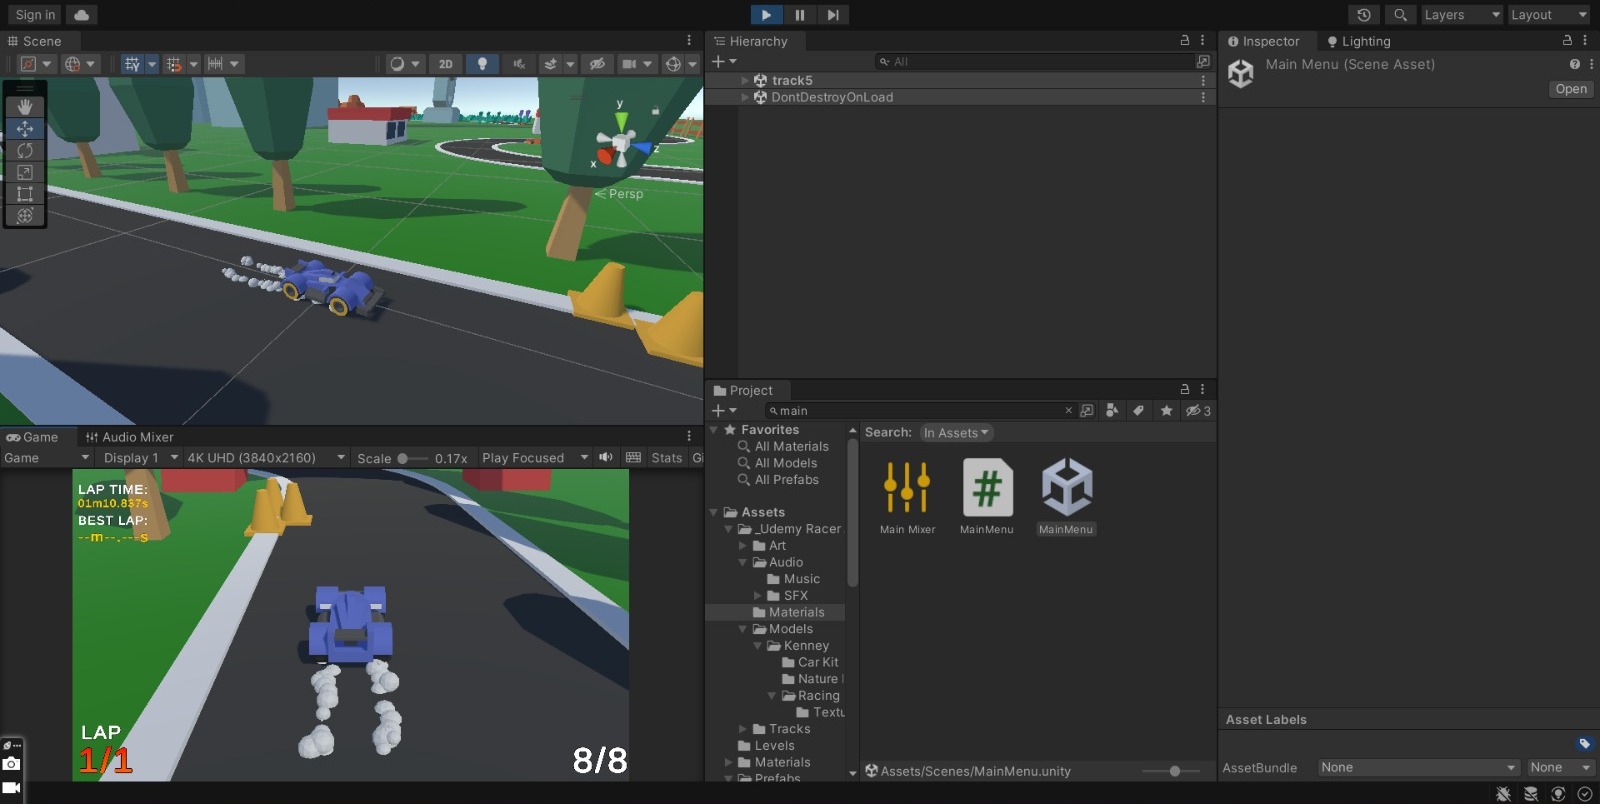 Sign in
Layers
Layout
Scene
2D
y
x
z
Persp
Hierarchy
All
track5
DontDestroyOnLoad
Inspector
Lighting
Main Menu (Scene Asset)
Open
Game
Audio Mixer
Game
Display 1
4K UHD (3840x2160)
Scale
0.17x
Play Focused
Stats
Gi
LAP TIME:
01m10.837s
BEST LAP:
--m--.---s
LAP
1/1
8/8
Project
main
3
Favorites
All Materials
All Models
All Prefabs
Assets
_Udemy Racer
Art
Audio
Music
SFX
Materials
Models
Kenney
Car Kit
Nature
Racing
Textu
Tracks
Levels
Materials
Prefabs
Search:
In Assets
Main Mixer
MainMenu
MainMenu
Assets/Scenes/MainMenu.unity
Asset Labels
AssetBundle
None
None